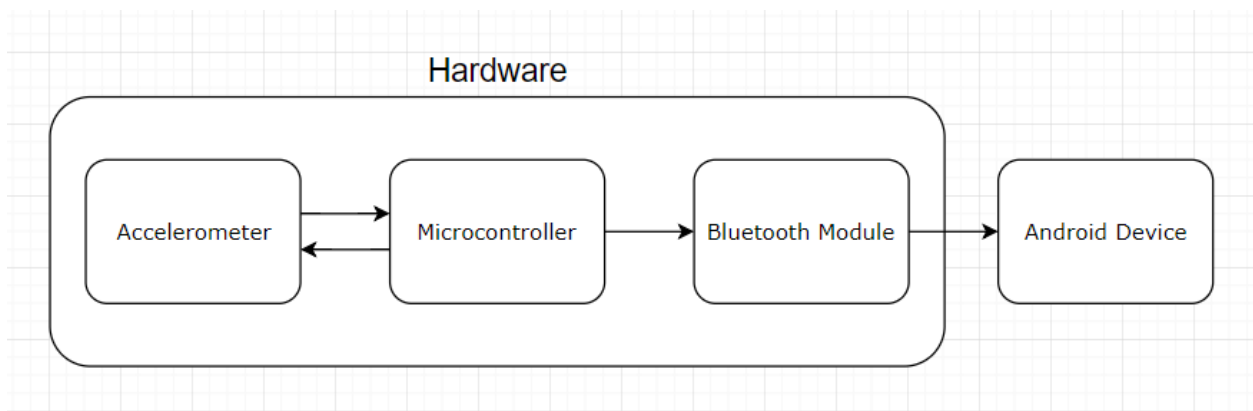 Hardware
Accelerometer
Microcontroller
Bluetooth Module
Android Device